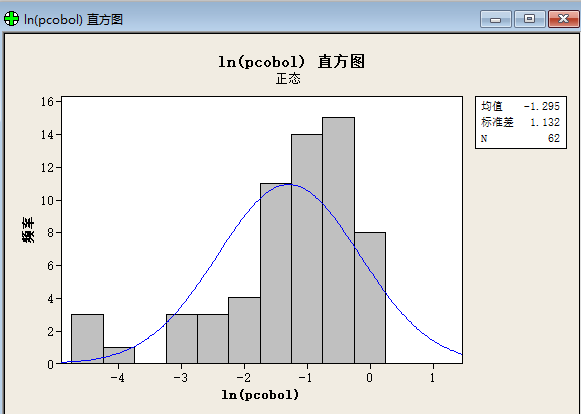 ln(pcobol) 直方图
ln(pcobol) 直方图
正态
均值 -1.295
标准差 1.132
N 62
频率
16
14
12
10
8
6
4
2
0
-4 -3 -2 -1 0 1
ln(pcobol)